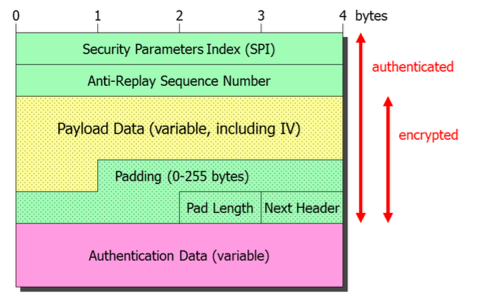 0 1 2 3 4 bytes
Security Parameters Index (SPI)
authenticated
Anti-Replay Sequence Number
Payload Data (variable, including IV)
encrypted
Padding (0-255 bytes)
Pad Length Next Header
Authentication Data (variable)